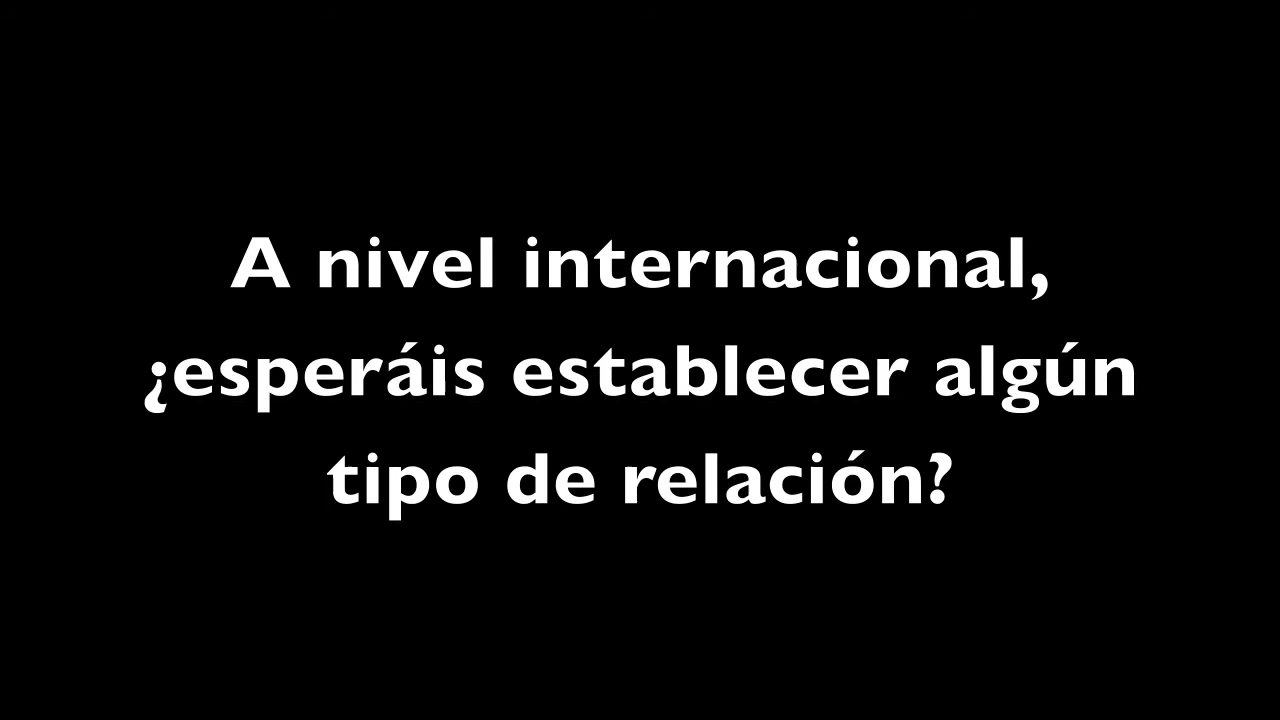 A nivel internacional,
¿esperáis establecer algún
tipo de relación?